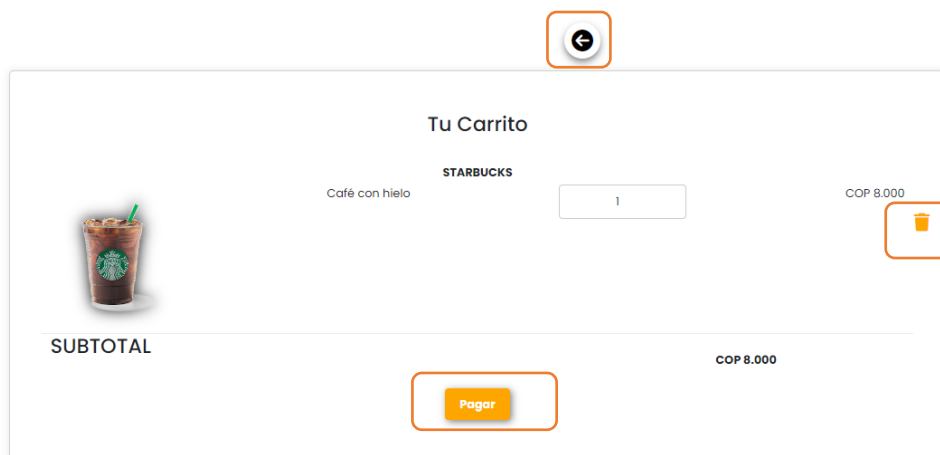 Tu Carrito
STARBUCKS
Café con hielo
1
COP 8.000
SUBTOTAL
COP 8.000
Pagar